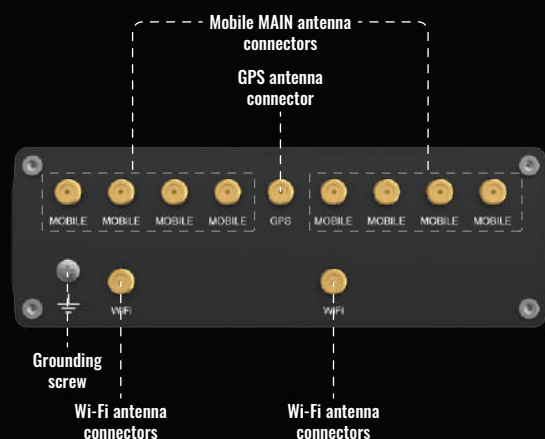 Mobile MAIN antenna
connectors
GPS antenna
connector
MOBILE MOBILE MOBILE MOBILE GPS MOBILE MOBILE MOBILE MOBILE
WiFi WiFi
Grounding
screw
Wi-Fi antenna
connectors
Wi-Fi antenna
connectors